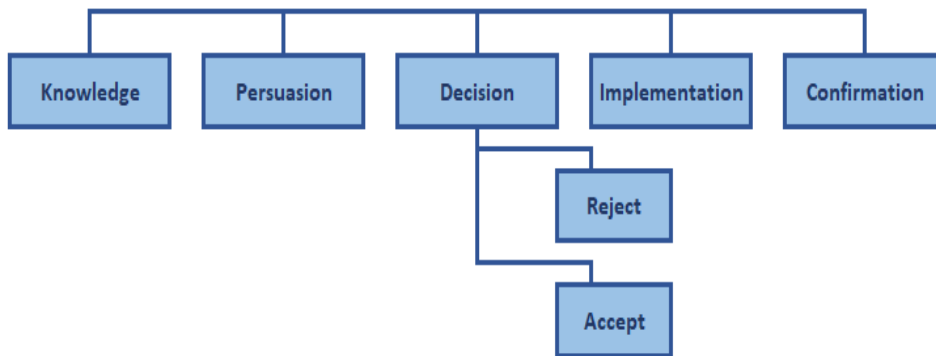 Knowledge
Persuasion
Decision
Implementation
Confirmation
Reject
Accept